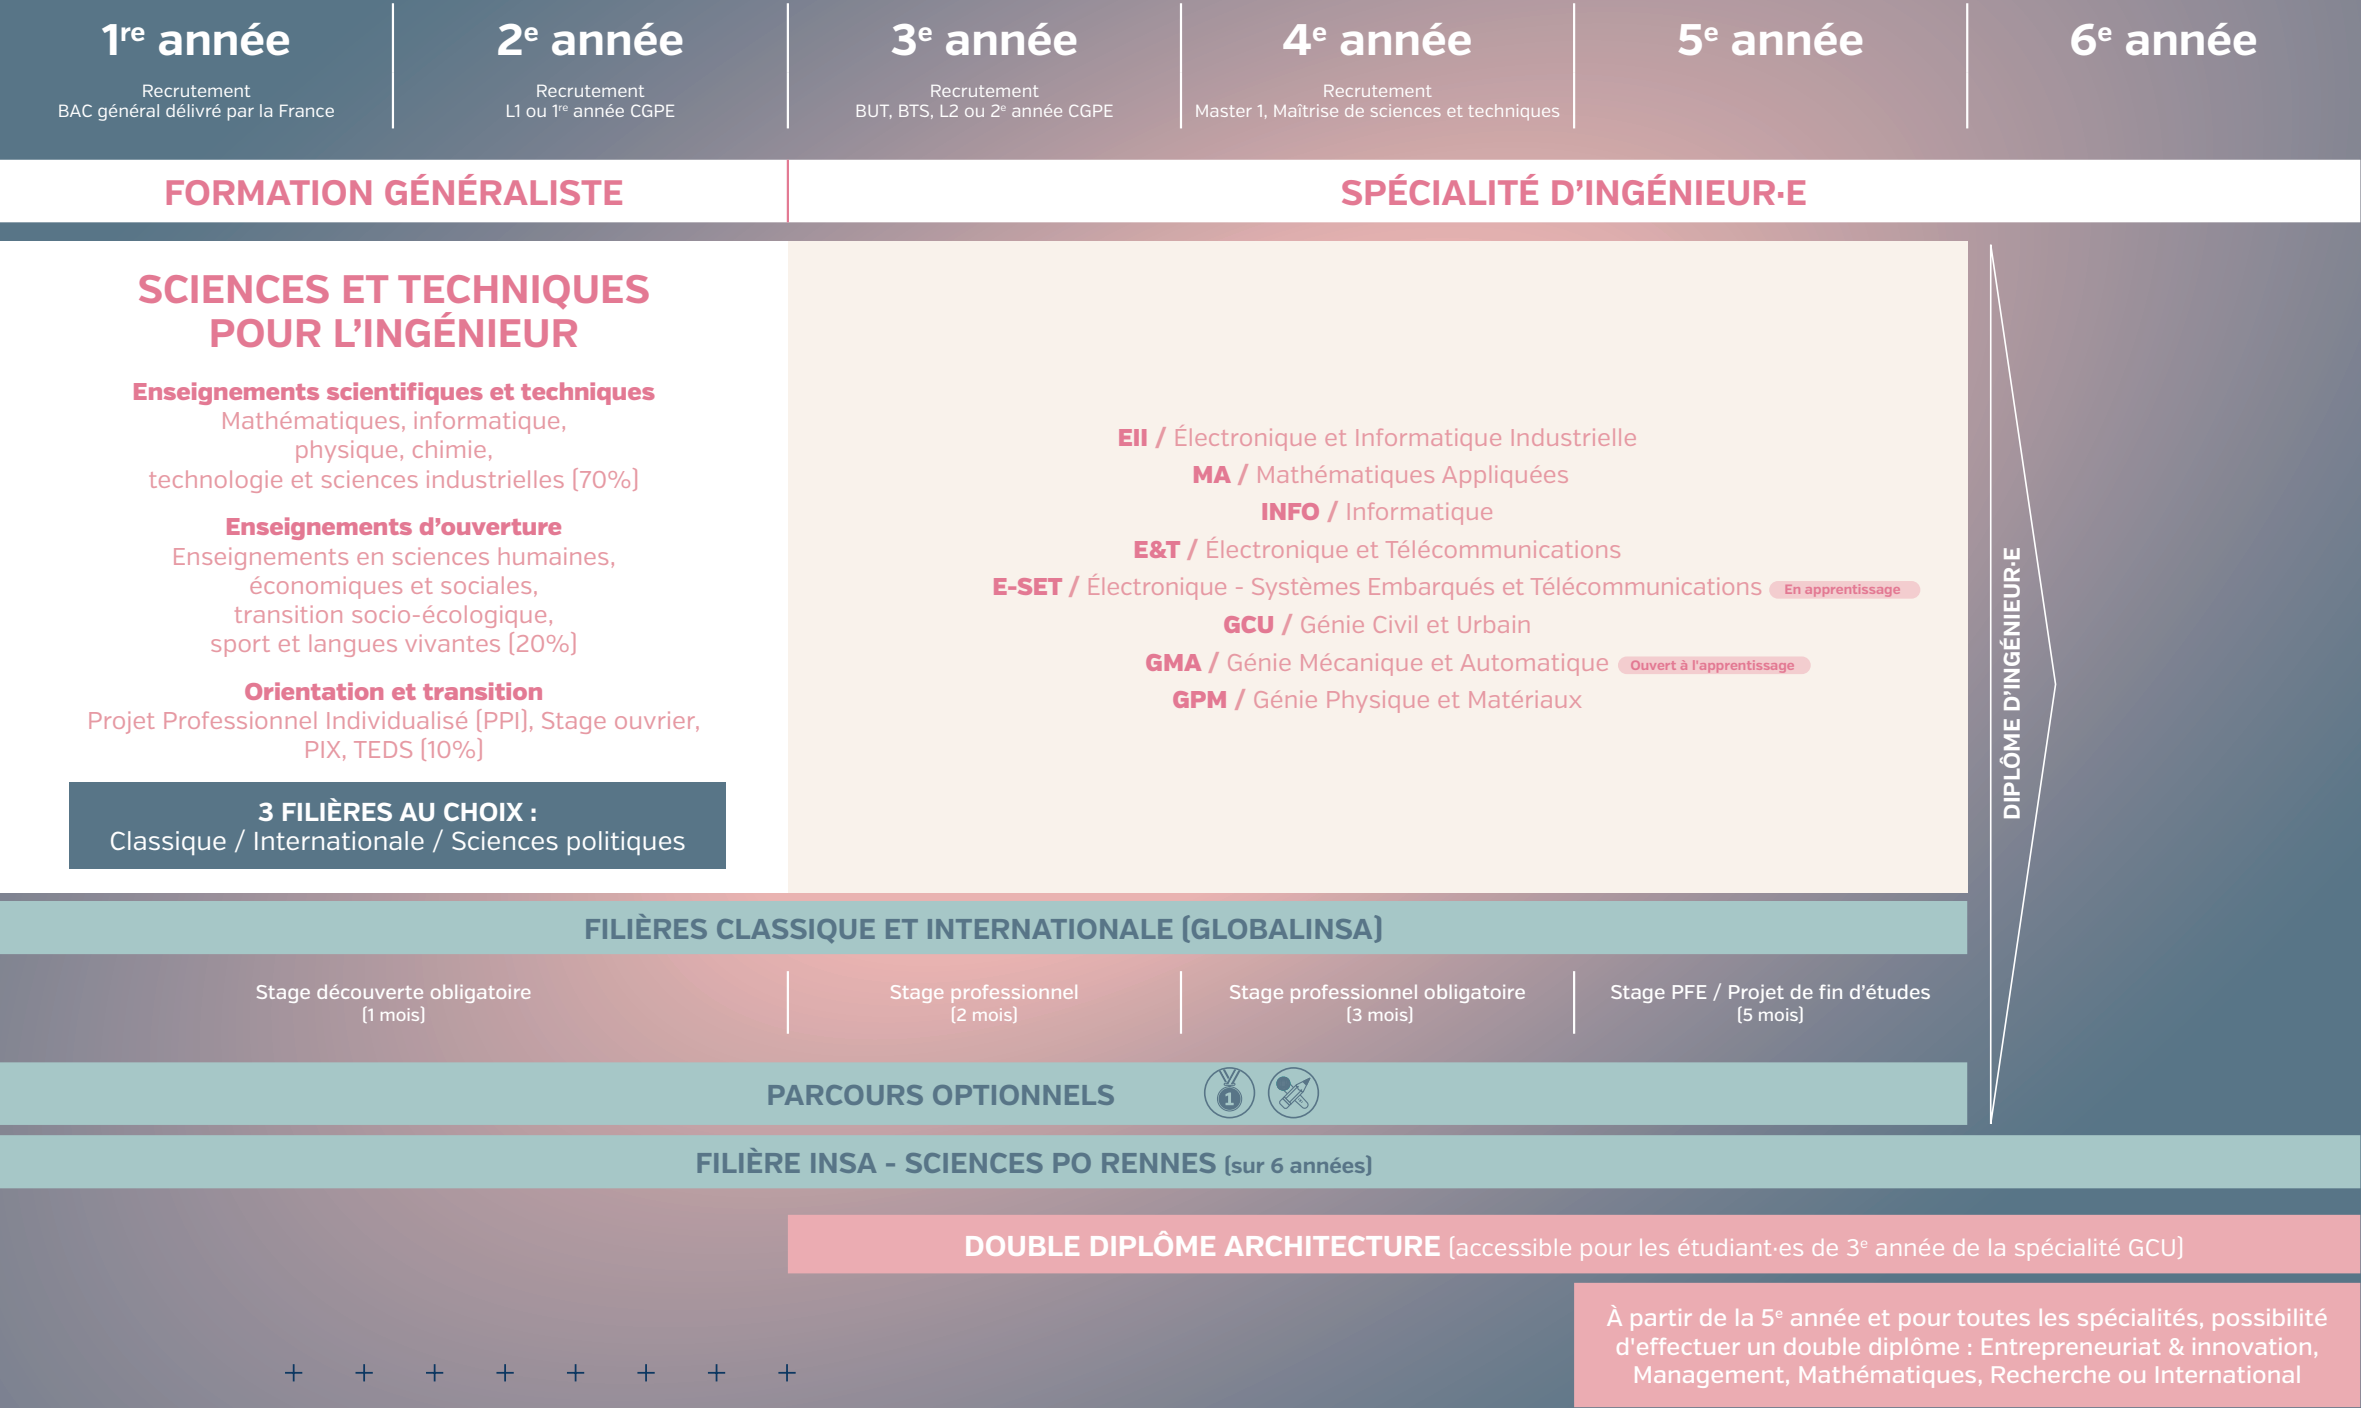 1re année
Recrutement
BAC général délivré par la France
2e année
Recrutement
L1 ou 1re année CGPE
3e année
Recrutement
BUT, BTS, L2 ou 2e année CGPE
4e année
Recrutement
Master 1, Maîtrise de sciences et techniques
5e année
6e année
FORMATION GÉNÉRALISTE
SPÉCIALITÉ D’INGÉNIEUR·E
SCIENCES ET TECHNIQUES
POUR L’INGÉNIEUR
Enseignements scientifiques et techniques
Mathématiques, informatique,
physique, chimie,
technologie et sciences industrielles (70%)
Enseignements d’ouverture
Enseignements en sciences humaines,
économiques et sociales,
transition socio-écologique,
sport et langues vivantes (20%)
Orientation et transition
Projet Professionnel Individualisé (PPI), Stage ouvrier,
PIX, TEDS (10%)
3 FILIÈRES AU CHOIX :
Classique / Internationale / Sciences politiques
EII / Électronique et Informatique Industrielle
MA / Mathématiques Appliquées
INFO / Informatique
E&T / Électronique et Télécommunications
E-SET / Électronique - Systèmes Embarqués et Télécommunications En apprentissage
GCU / Génie Civil et Urbain
GMA / Génie Mécanique et Automatique Ouvert à l'apprentissage
GPM / Génie Physique et Matériaux
DIPLÔME D’INGÉNIEUR·E
FILIÈRES CLASSIQUE ET INTERNATIONALE (GLOBALINSA)
Stage découverte obligatoire
(1 mois)
Stage professionnel
(2 mois)
Stage professionnel obligatoire
(3 mois)
Stage PFE / Projet de fin d’études
(5 mois)
PARCOURS OPTIONNELS
1
FILIÈRE INSA - SCIENCES PO RENNES (sur 6 années)
DOUBLE DIPLÔME ARCHITECTURE (accessible pour les étudiant·es de 3e année de la spécialité GCU)
À partir de la 5e année et pour toutes les spécialités, possibilité
d'effectuer un double diplôme : Entrepreneuriat & innovation,
Management, Mathématiques, Recherche ou International